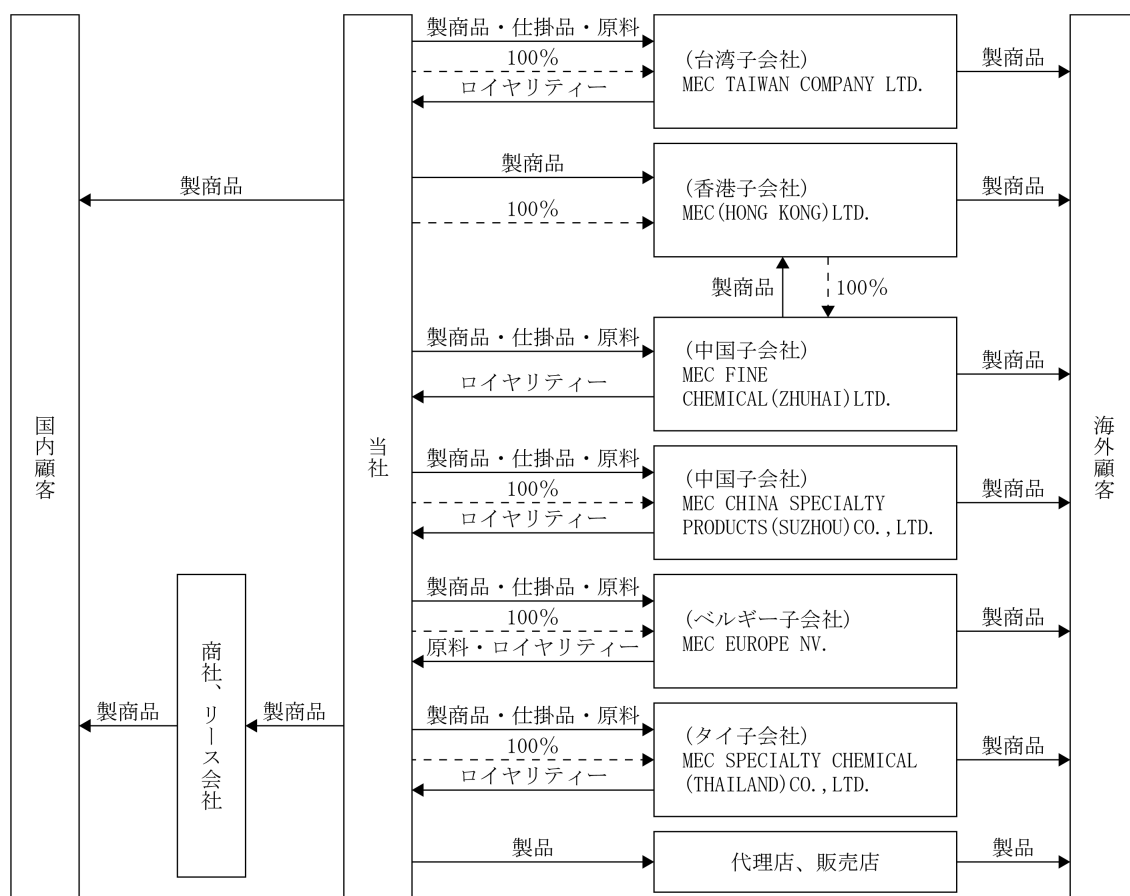 製商品・仕掛品・原料
100%
ロイヤリティー
(台湾子会社)
MEC TAIWAN COMPANY LTD.
製商品
製商品
製商品
100%
(香港子会社)
MEC(HONG KONG)LTD.
製商品
製商品
100%
製商品・仕掛品・原料
ロイヤリティー
(中国子会社)
MEC FINE
CHEMICAL(ZHUHAI)LTD.
製商品
国内顧客
当社
海外顧客
製商品・仕掛品・原料
100%
ロイヤリティー
(中国子会社)
MEC CHINA SPECIALTY
PRODUCTS(SUZHOU)CO.,LTD.
製商品
製商品・仕掛品・原料
100%
原料・ロイヤリティー
(ベルギー子会社)
MEC EUROPE NV.
製商品
製商品
商社、リース会社
製商品
製商品・仕掛品・原料
100%
ロイヤリティー
(タイ子会社)
MEC SPECIALTY CHEMICAL
(THAILAND)CO.,LTD.
製商品
製品
代理店、販売店
製品